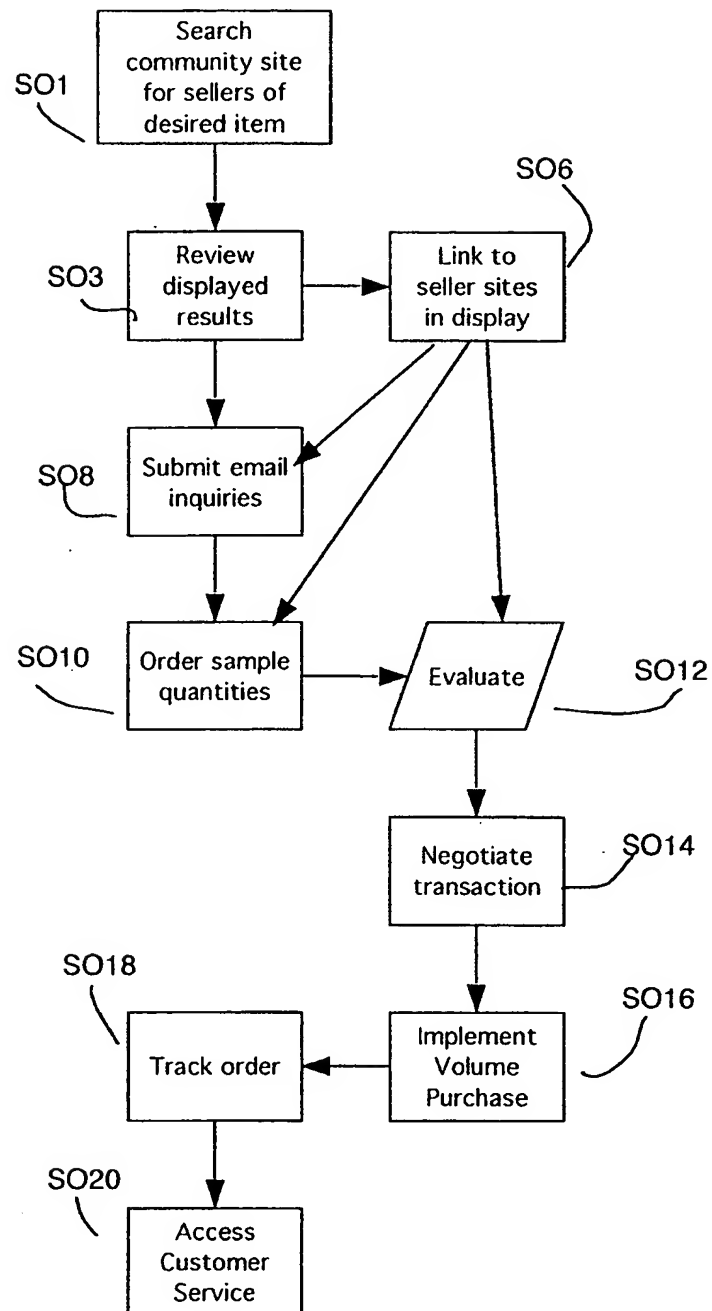 Search
community site
for sellers of
desired item
SO1
SO6
Review
displayed
results
Link to
seller sites
in display
SO3
Submit email
inquiries
SO8
SO10
Order sample
quantities
Evaluate
SO12
Negotiate
transaction
SO14
SO18
SO16
Track order
Implement
Volume
Purchase
SO20
Access
Customer
Service